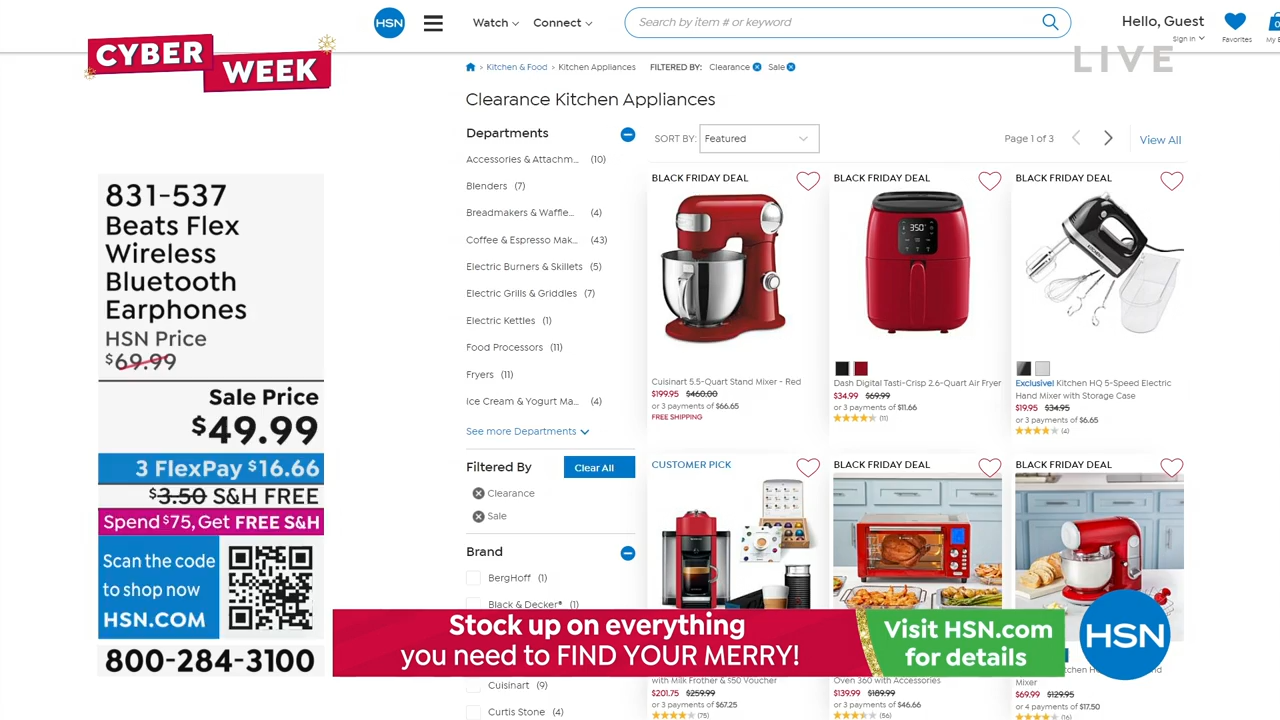 HSN
Watch
Connect
Search by item # or keyword
Hello, Guest
Sign In
Favorites
LIVE
CYBER
WEEK
Kitchen & Food > Kitchen Appliances
FILTERED BY: Clearance Sale
Clearance Kitchen Appliances
Departments
Accessories & Attachm... (10)
Blenders (7)
Breadmakers & Waffle... (4)
Coffee & Espresso Mak... (43)
Electric Burners & Skillets (5)
Electric Grills & Griddles (7)
Electric Kettles (1)
Food Processors (11)
Fryers (11)
Ice Cream & Yogurt Ma... (4)
See more Departments
Filtered By
Clear All
Clearance
Sale
Brand
BergHoff (1)
Black & Decker® (1)
Cuisinart (9)
Curtis Stone (4)
SORT BY: Featured
Page 1 of 3
View All
BLACK FRIDAY DEAL
Cuisinart 5.5-Quart Stand Mixer - Red
$199.95 $460.00
or 3 payments of $66.65
FREE SHIPPING
BLACK FRIDAY DEAL
350°
Dash Digital Tasti-Crisp 2.6-Quart Air Fryer
$34.99 $69.99
or 3 payments of $11.66
(11)
BLACK FRIDAY DEAL
Exclusive! Kitchen HQ 5-Speed Electric
Hand Mixer with Storage Case
$19.95 $34.95
or 3 payments of $6.65
(4)
CUSTOMER PICK
with Milk Frother & $50 Voucher
$201.75 $259.99
or 3 payments of $67.25
(75)
BLACK FRIDAY DEAL
Oven 360 with Accessories
$139.99 $189.99
or 3 payments of $46.66
(56)
BLACK FRIDAY DEAL
Mixer
$69.99 $129.95
or 4 payments of $17.50
(16)
831-537
Beats Flex
Wireless
Bluetooth
Earphones
HSN Price
$69.99
Sale Price
$49.99
3 FlexPay $16.66
$3.50 S&H FREE
Spend $75, Get FREE S&H
Scan the code
to shop now
HSN.COM
800-284-3100
Stock up on everything
you need to FIND YOUR MERRY!
Visit HSN.com
for details
HSN